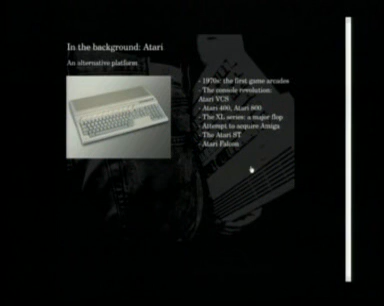 In the background: Atari
An alternative platform
- 1970s: the first game arcades
- The console revolution:
Atari VCS
- Atari 400, Atari 800
- The XL series: a major flop
- Attempt to acquire Amiga
- The Atari ST
- Atari Falcon